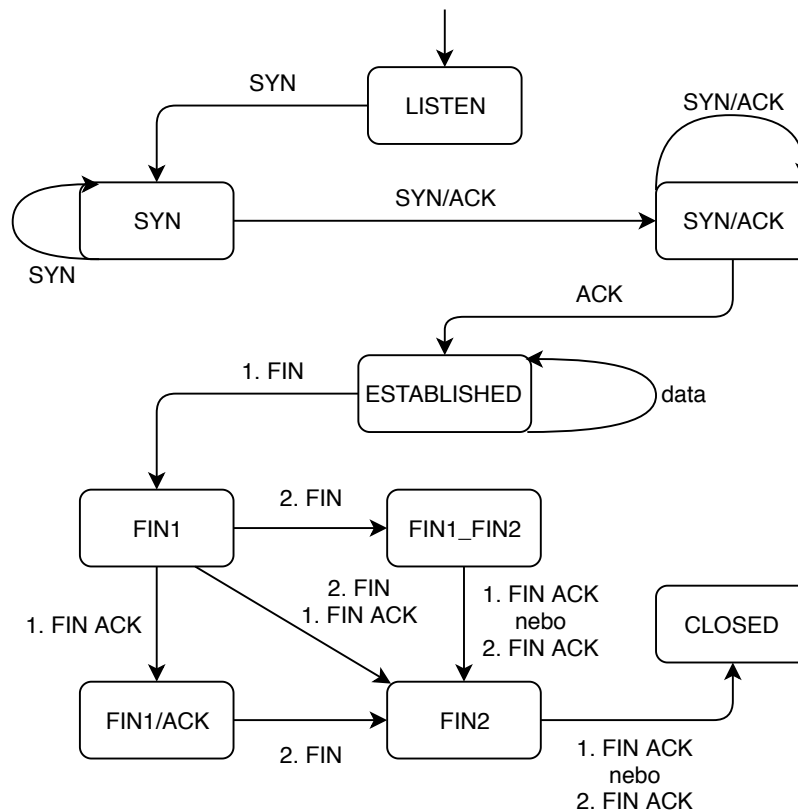 SYN
LISTEN
SYN/ACK
SYN
SYN/ACK
SYN/ACK
SYN
ACK
1. FIN
ESTABLISHED
data
FIN1
2. FIN
FIN1_FIN2
1. FIN ACK
2. FIN
1. FIN ACK
1. FIN ACK
nebo
2. FIN ACK
CLOSED
FIN1/ACK
2. FIN
FIN2
1. FIN ACK
nebo
2. FIN ACK